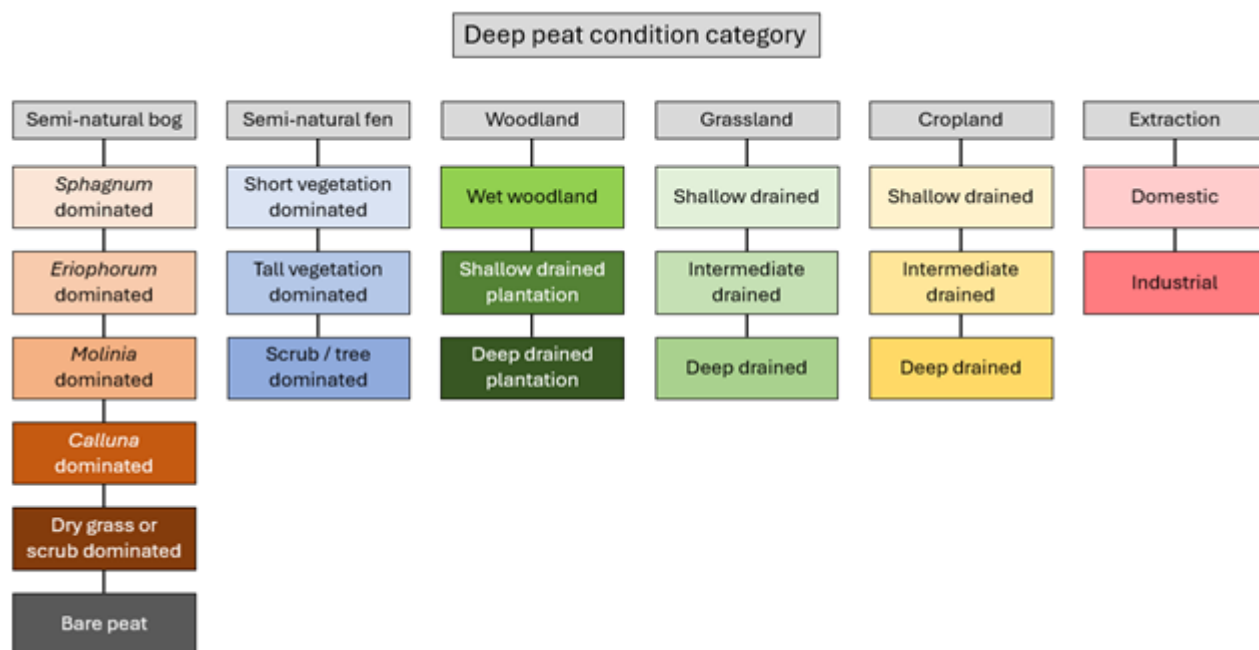 Deep peat condition category
Semi-natural bog
Semi-natural fen
Woodland
Grassland
Cropland
Extraction
Sphagnum
dominated
Short vegetation
dominated
Wet woodland
Shallow drained
Shallow drained
Domestic
Eriophorum
dominated
Tall vegetation
dominated
Shallow drained
plantation
Intermediate
drained
Intermediate
drained
Industrial
Molinia
dominated
Scrub / tree
dominated
Deep drained
plantation
Deep drained
Deep drained
Calluna
dominated
Dry grass or
scrub dominated
Bare peat